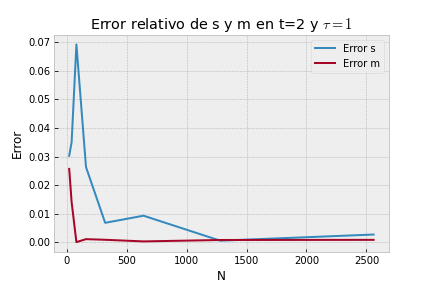 Error relativo de s y m en t=2 y τ=1
Error s
Error m
0.07
0.06
0.05
0.04
0.03
0.02
0.01
0.00
Error
0 500 1000 1500 2000 2500
N